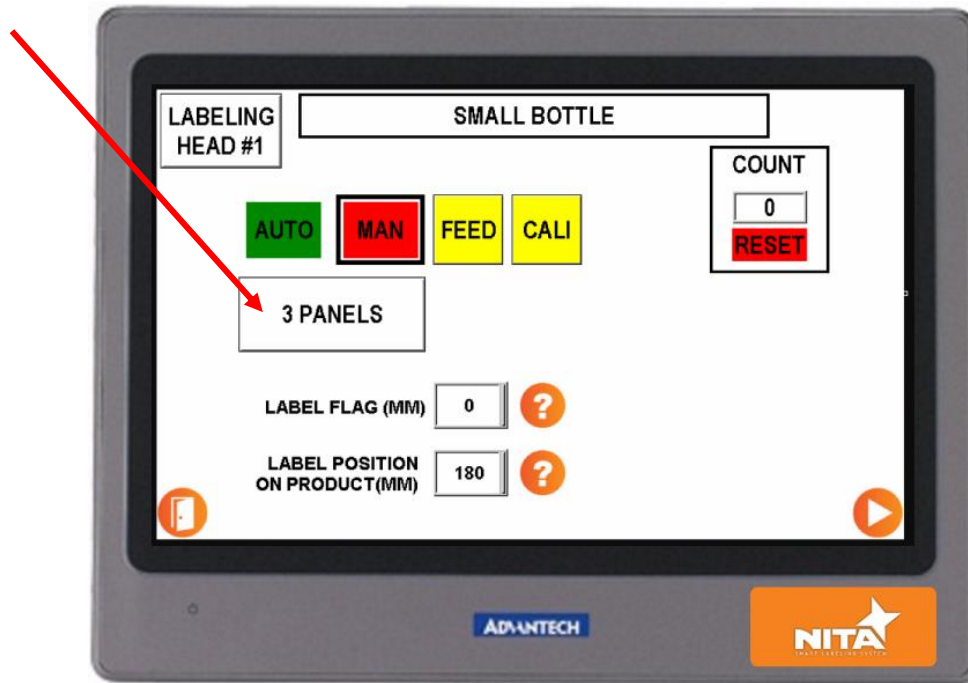 LABELING
HEAD #1
SMALL BOTTLE
COUNT
0
RESET
AUTO
MAN
FEED
CALI
3 PANELS
LABEL FLAG (MM)
0
?
LABEL POSITION
ON PRODUCT(MM)
180
?
ADVANTECH
NITA